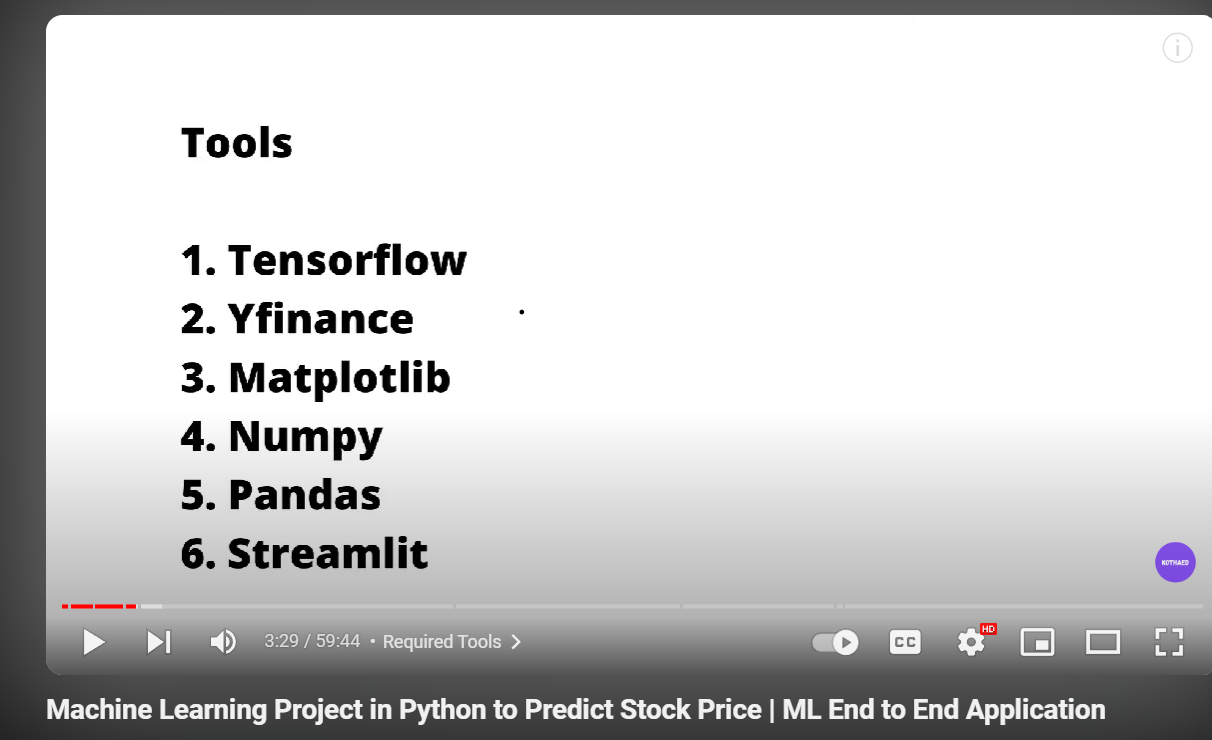 Tools
1. Tensorflow
2. Yfinance
3. Matplotlib
4. Numpy
5. Pandas
6. Streamlit
KOTHAED
3:29 / 59:44 • Required Tools
CC
HD
Machine Learning Project in Python to Predict Stock Price | ML End to End Application